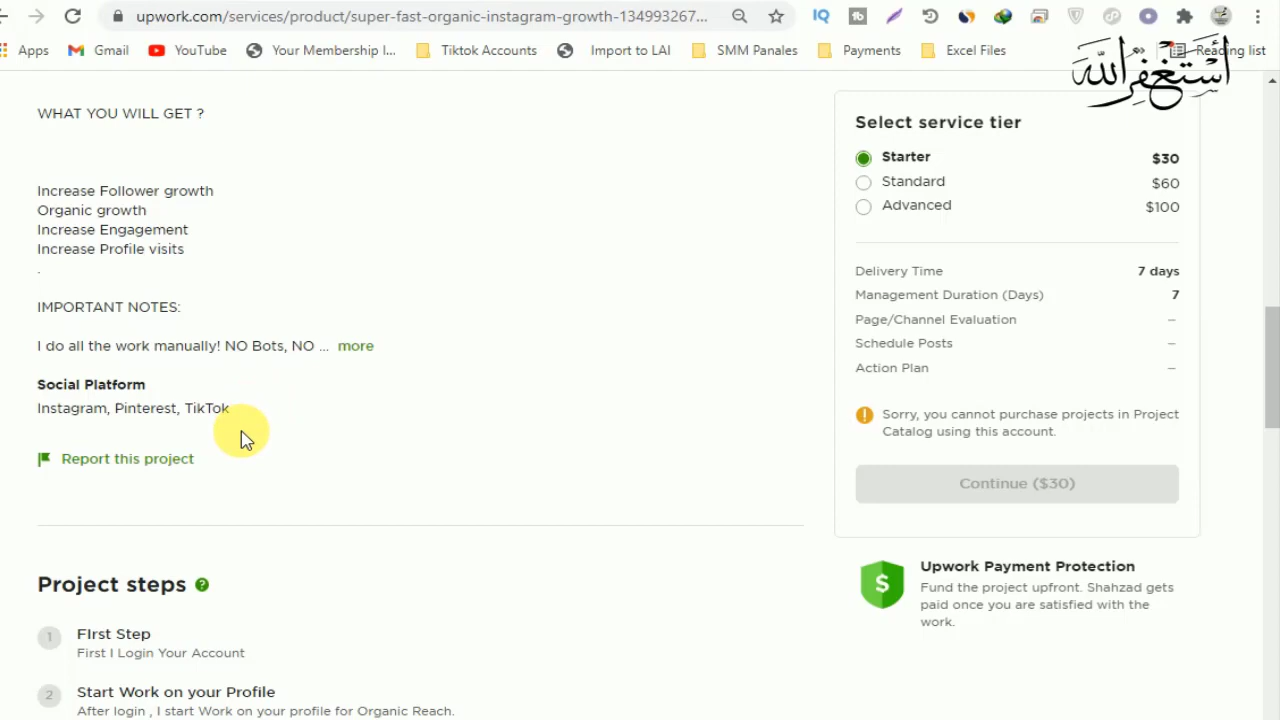 upwork.com/services/product/super-fast-organic-instagram-growth-134993267...
Apps Gmail YouTube Your Membership I... Tiktok Accounts Import to LAI SMM Panales Payments Excel Files Reading list
أستغفر الله
WHAT YOU WILL GET ?
Increase Follower growth
Organic growth
Increase Engagement
Increase Profile visits
.
IMPORTANT NOTES:
I do all the work manually! NO Bots, NO ... more
Social Platform
Instagram, Pinterest, TikTok
Report this project
Project steps ?
1 FIrst Step
First I Login Your Account
2 Start Work on your Profile
After login , I start Work on your profile for Organic Reach.
Select service tier
Starter $30
Standard $60
Advanced $100
Delivery Time 7 days
Management Duration (Days) 7
Page/Channel Evaluation –
Schedule Posts –
Action Plan –
Sorry, you cannot purchase projects in Project
Catalog using this account.
Continue ($30)
Upwork Payment Protection
Fund the project upfront. Shahzad gets
paid once you are satisfied with the
work.